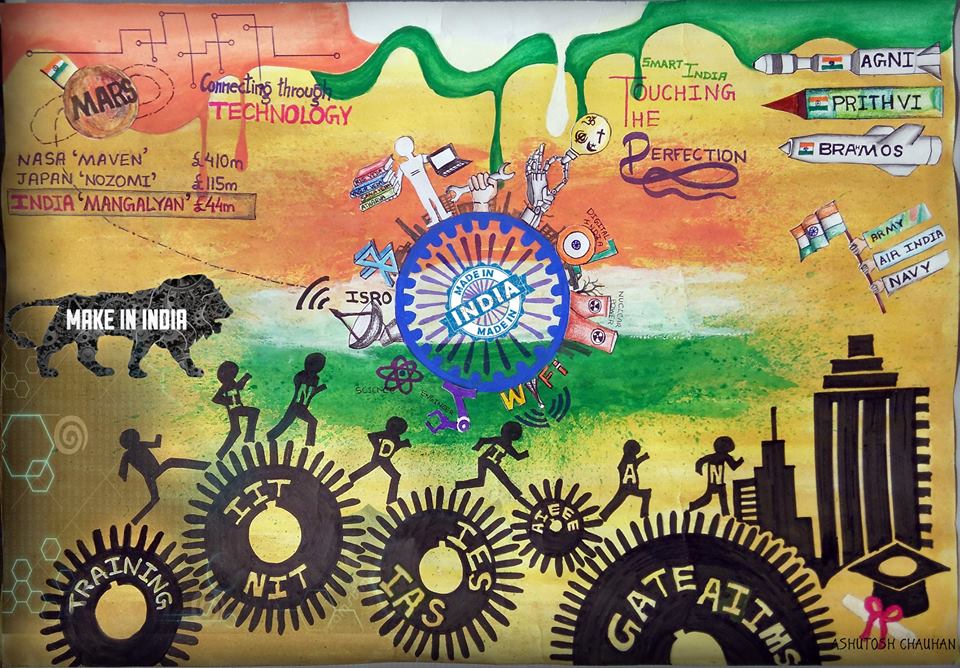 MARS
Connecting through
TECHNOLOGY
NASA 'MAVEN' £410m
JAPAN 'NOZOMI' £115m
INDIA 'MANGALYAN' £44m
SMART INDIA
TOUCHING
THE
PERFECTION
AGNI
PRITHVI
BRAMOS
ARMY
AIR INDIA
NAVY
DIGITAL INDIA
ISRO
MADE IN
INDIA
MADE IN
NUCLEAR POWER
SCIENCE
ENGINEER
WiFi
MAKE IN INDIA
I N D I A N
TRAINING
IIT
NIT
IES
IAS
AIEEE
GATE AIIMS
ASHUTOSH CHAUHAN